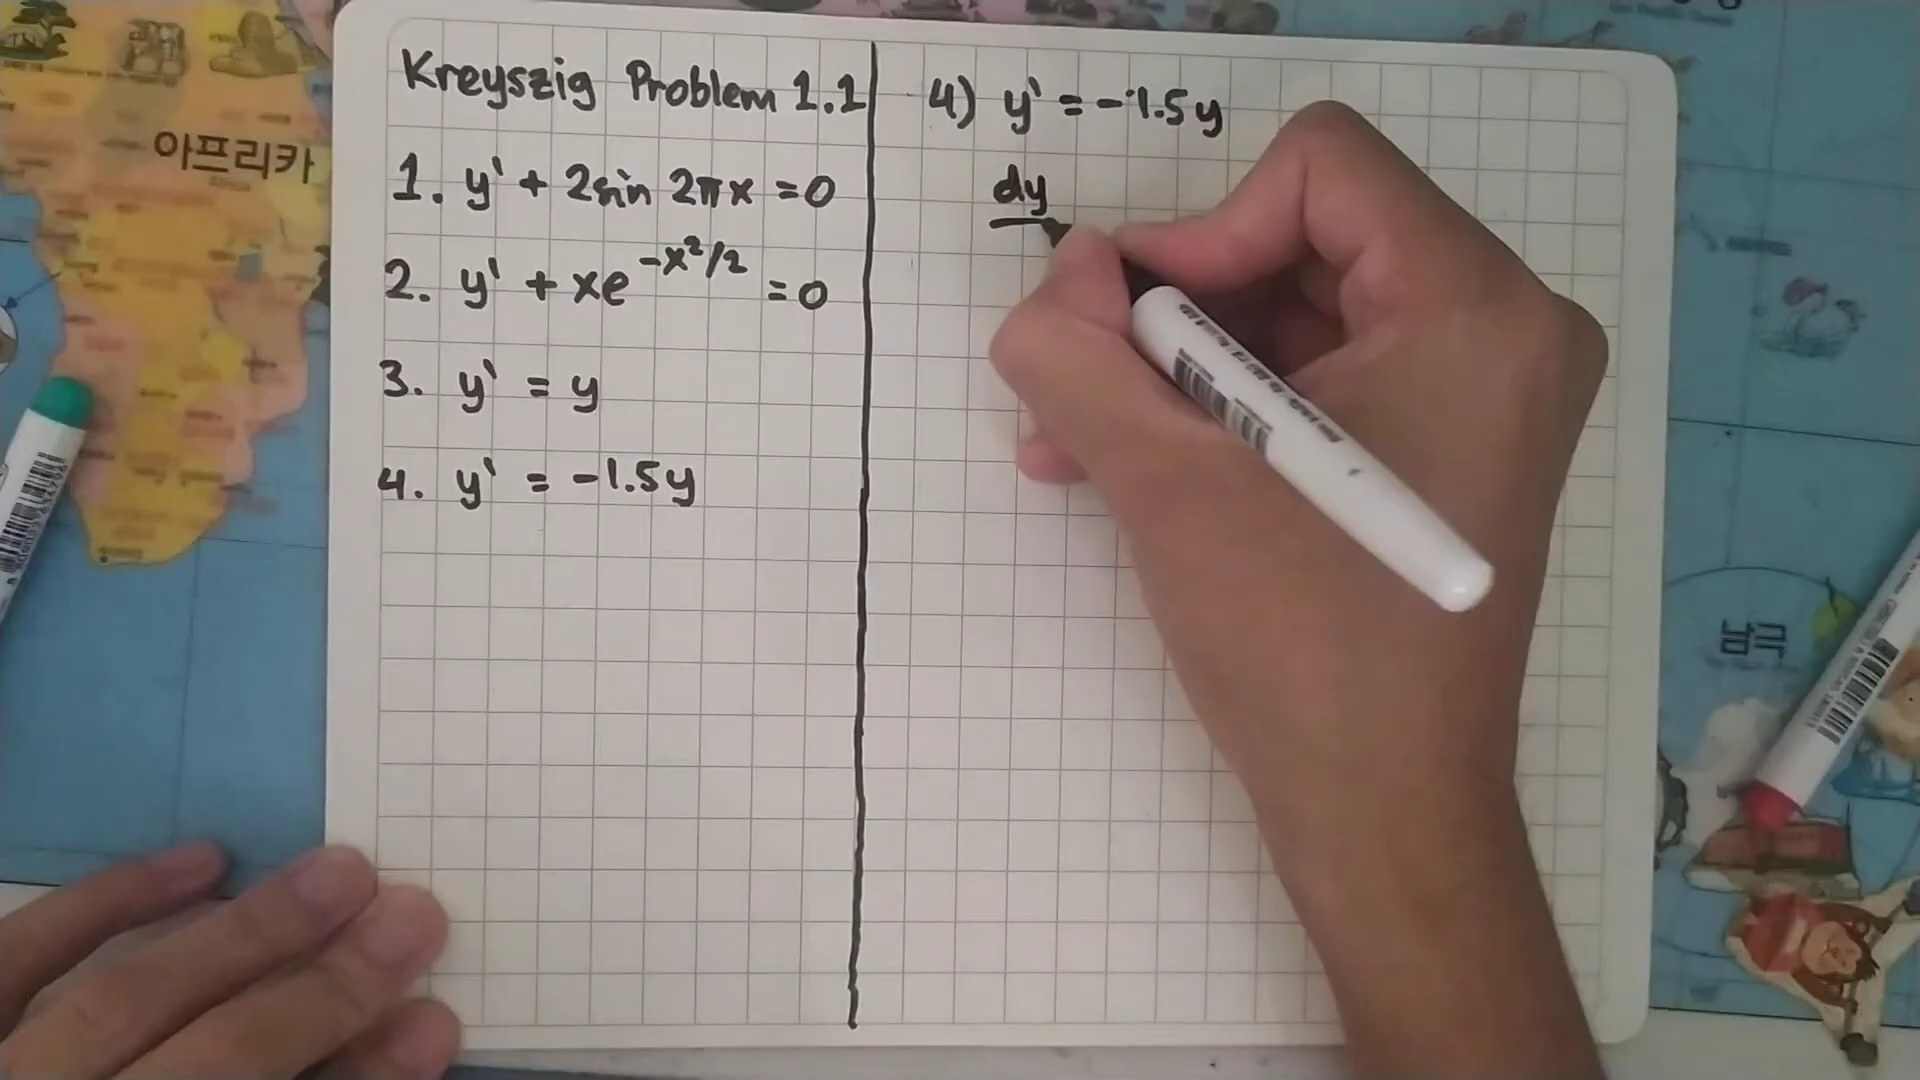 Kreyszig Problem 1.1
1. y' + 2sin 2πx = 0
2. y' + xe^-x²/2 = 0
3. y' = y
4. y' = -1.5y
4) y' = -1.5y
dy
아프리카
남극